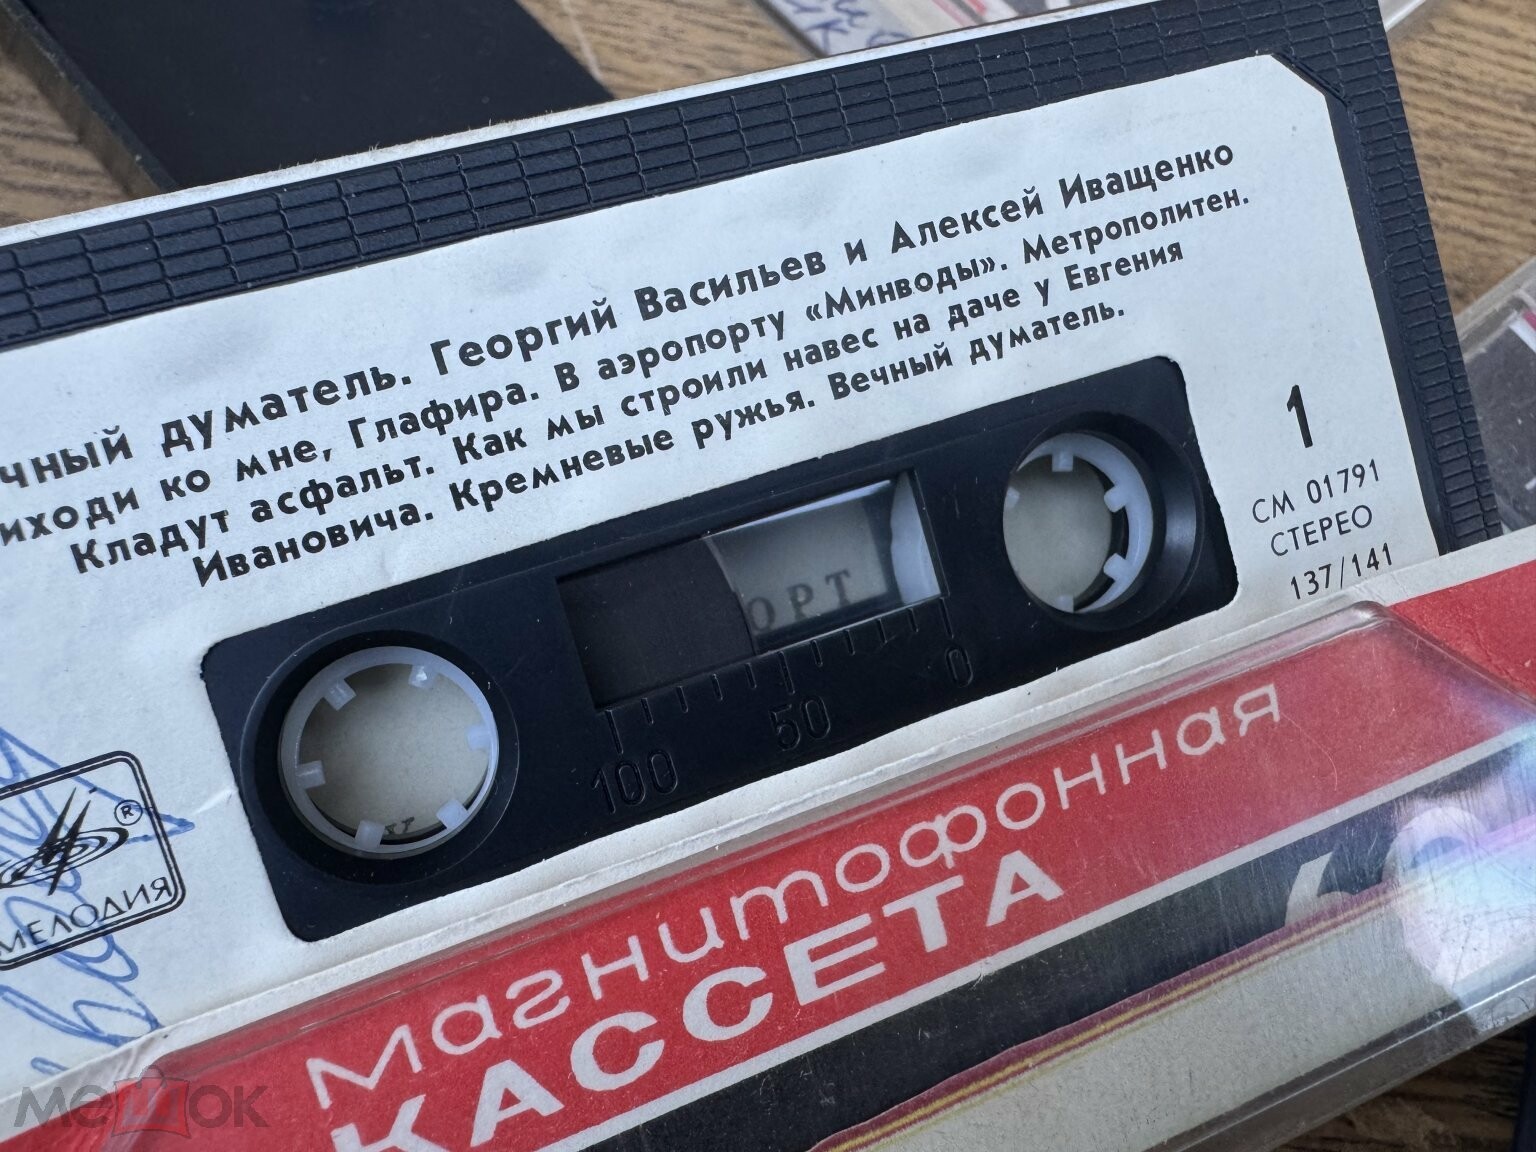 чный думатель. Георгий Васильев и Алексей Иващенко
иходи ко мне, Глафира. В аэропорту «Минводы». Метрополитен.
Кладут асфальт. Как мы строили навес на даче у Евгения
Ивановича. Кремневые ружья. Вечный думатель.
1
СМ 01791
СТЕРЕО
137/141
ОРТ
100 50 0
®
МЕЛОДИЯ
магнитофонная
КАССЕТА
мешок